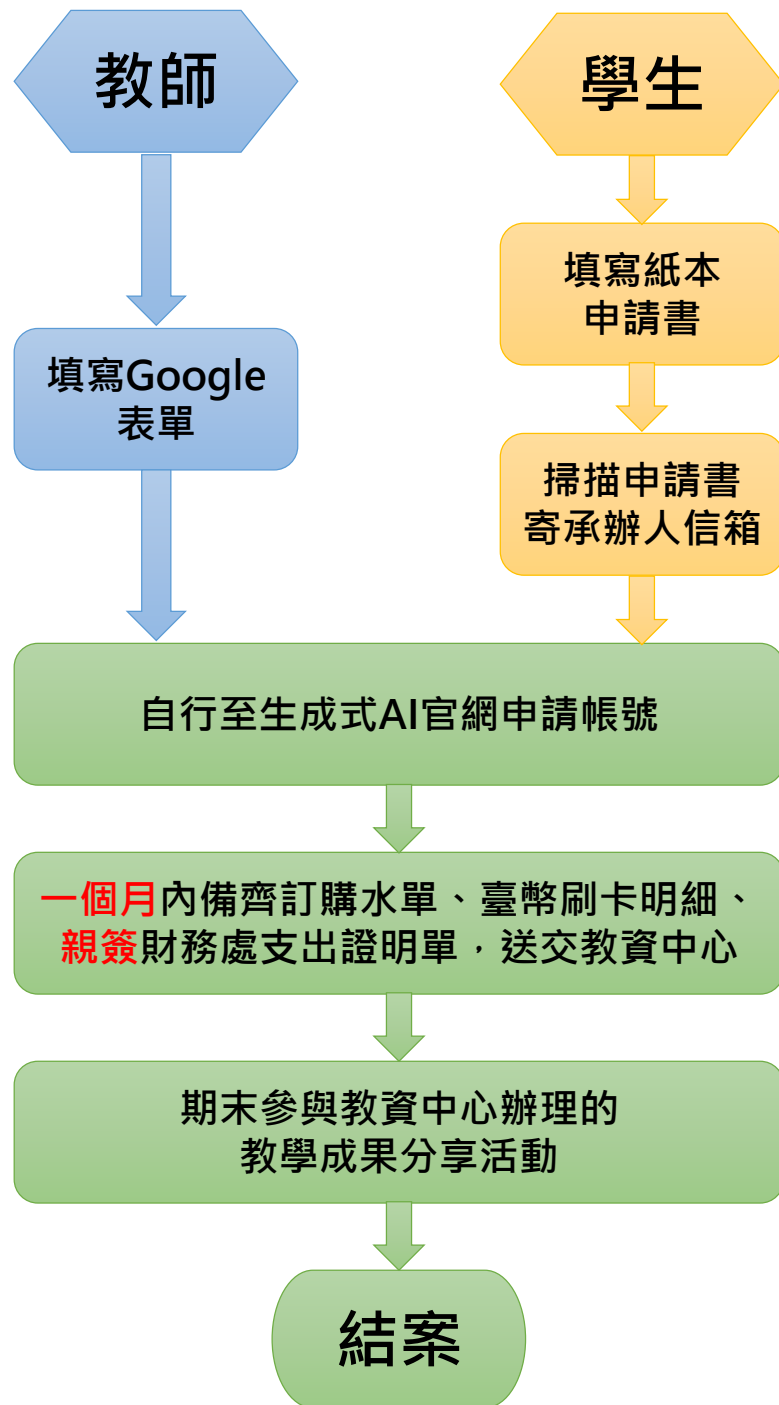 教師
學生
填寫紙本
申請書
填寫Google
表單
掃描申請書
寄承辦人信箱
自行至生成式AI官網申請帳號
一個月內備齊訂購水單、臺幣刷卡明細、
親簽財務處支出證明單，送交教資中心
期末參與教資中心辦理的
教學成果分享活動
結案